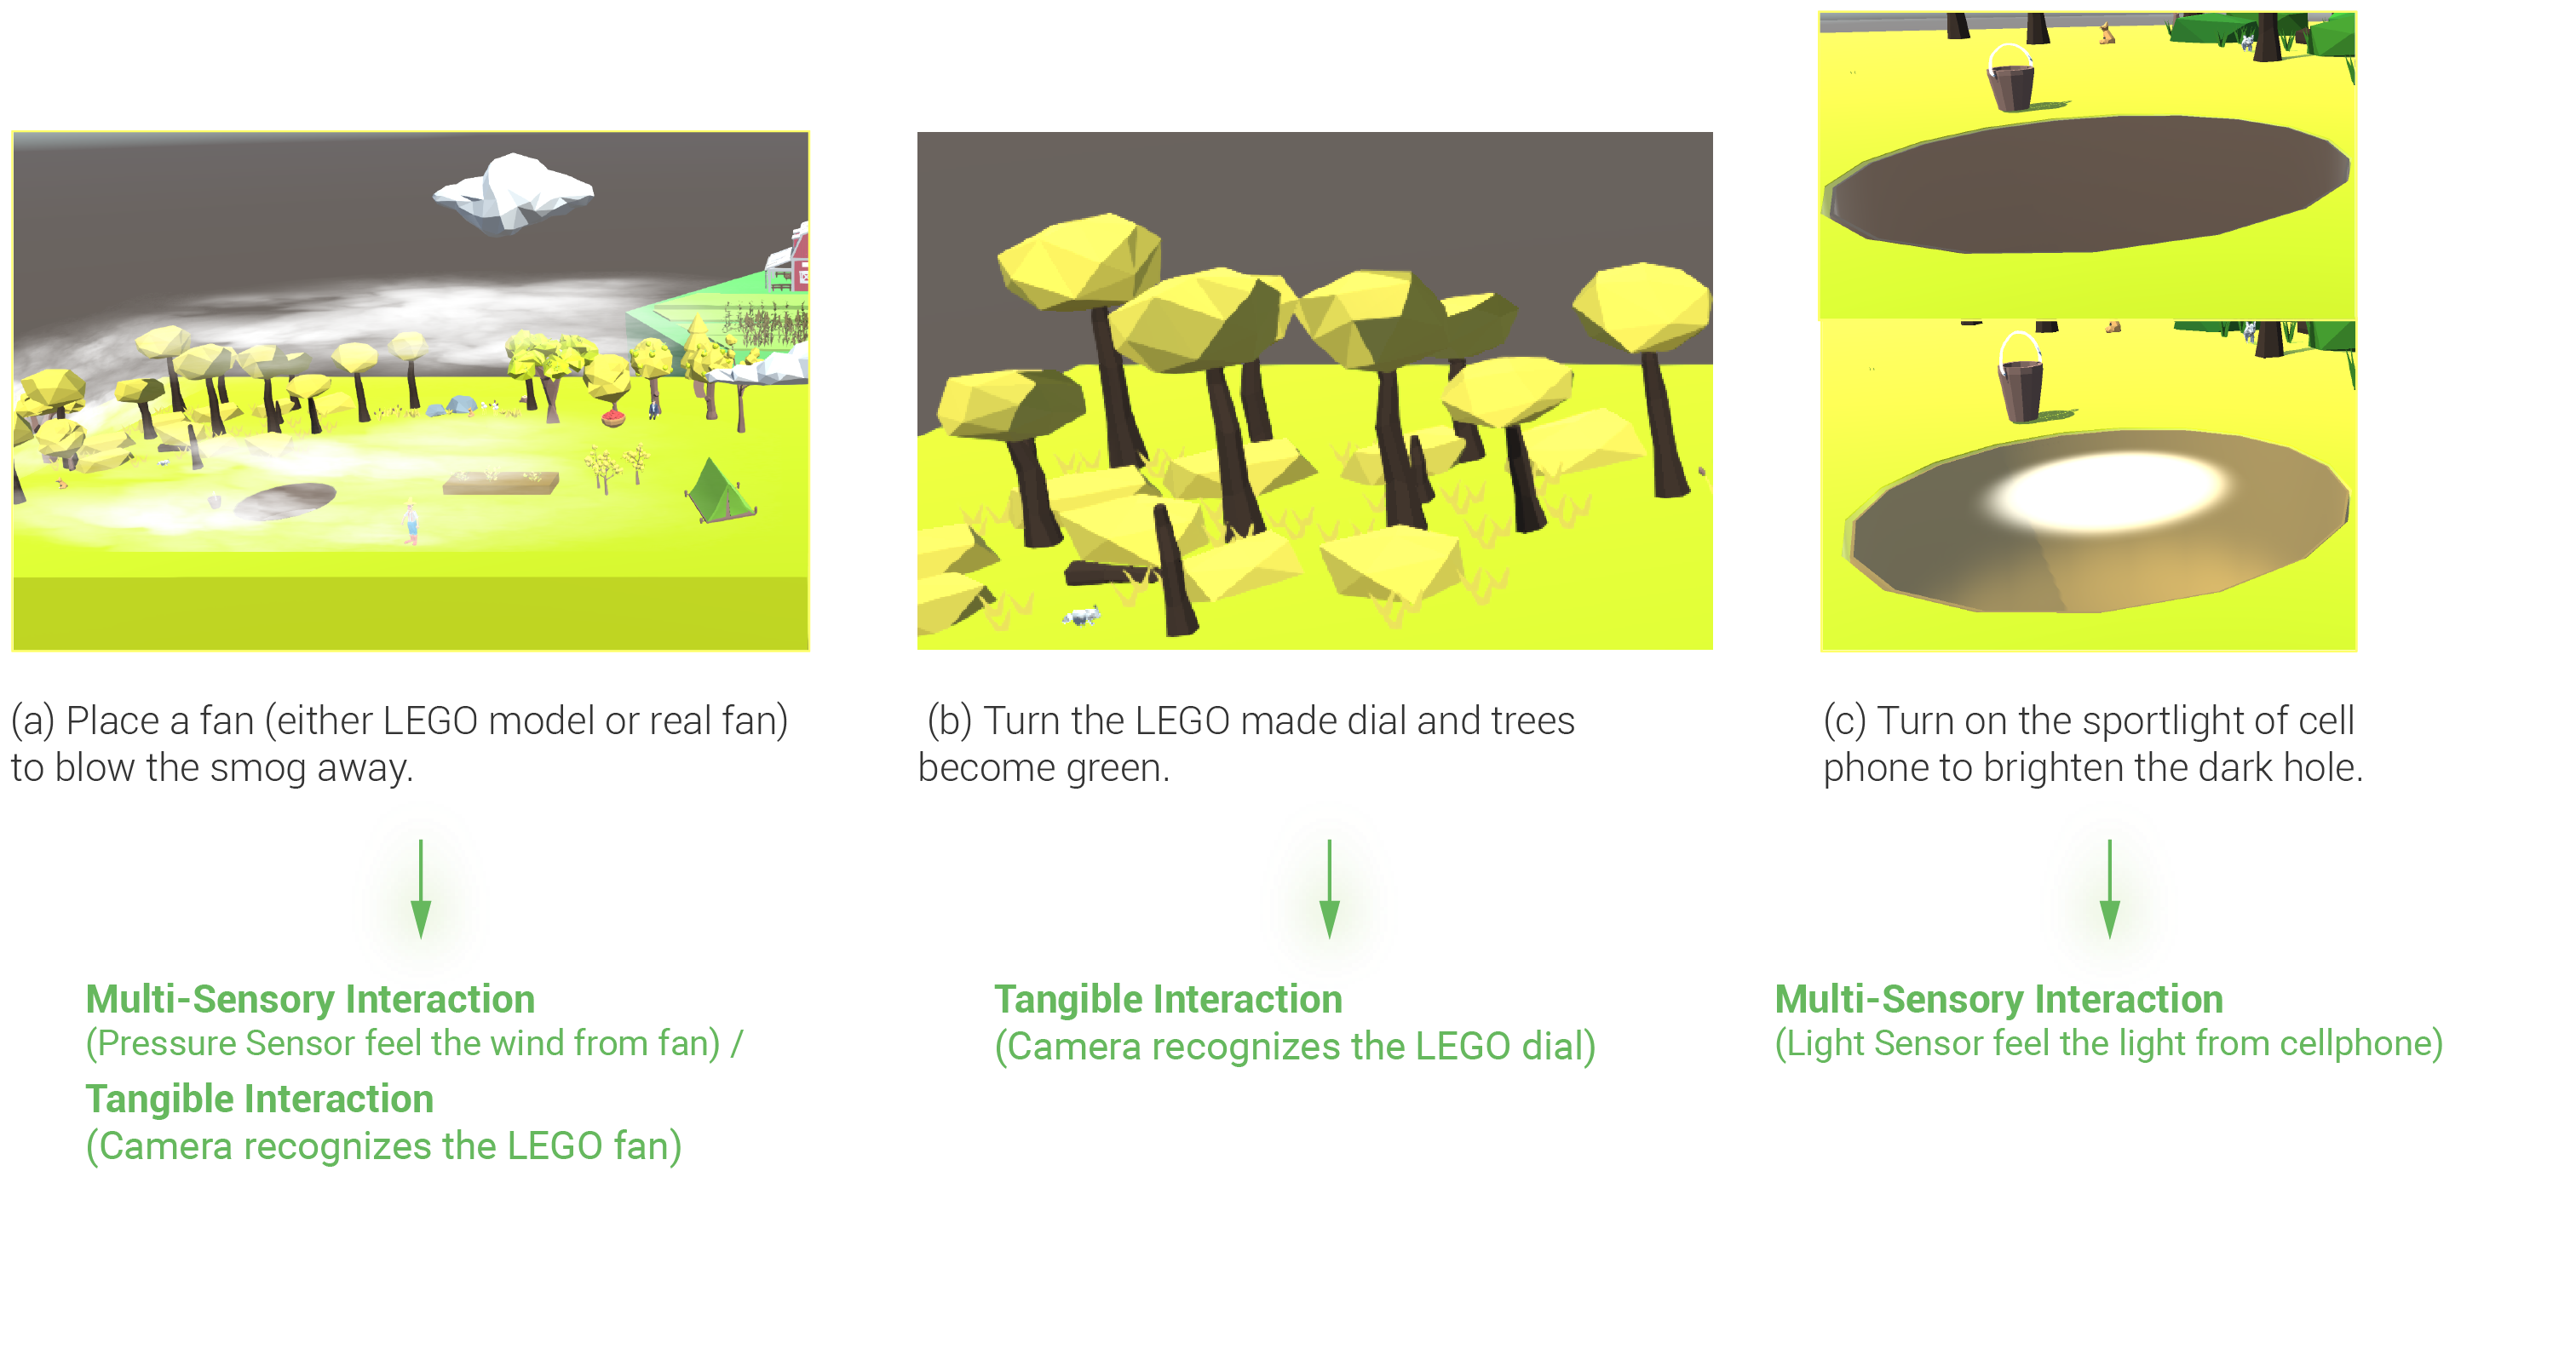 (a) Place a fan (either LEGO model or real fan)
to blow the smog away.
(b) Turn the LEGO made dial and trees
become green.
(c) Turn on the sportlight of cell
phone to brighten the dark hole.
Multi-Sensory Interaction
(Pressure Sensor feel the wind from fan) /
Tangible Interaction
(Camera recognizes the LEGO fan)
Tangible Interaction
(Camera recognizes the LEGO dial)
Multi-Sensory Interaction
(Light Sensor feel the light from cellphone)